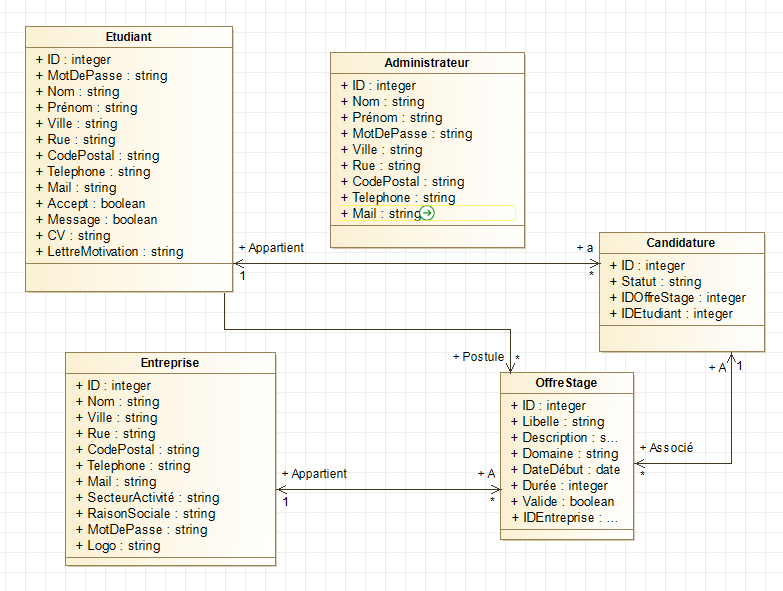 Etudiant
+ ID : integer
+ MotDePasse : string
+ Nom : string
+ Prénom : string
+ Ville : string
+ Rue : string
+ CodePostal : string
+ Telephone : string
+ Mail : string
+ Accept : boolean
+ Message : boolean
+ CV : string
+ LettreMotivation : string
Administrateur
+ ID : integer
+ Nom : string
+ Prénom : string
+ MotDePasse : string
+ Ville : string
+ Rue : string
+ CodePostal : string
+ Telephone : string
+ Mail : string
+ Appartient
1
+ a
*
Candidature
+ ID : integer
+ Statut : string
+ IDOffreStage : integer
+ IDEtudiant : integer
+ Postule
*
+ A
1
Entreprise
+ ID : integer
+ Nom : string
+ Ville : string
+ Rue : string
+ CodePostal : string
+ Telephone : string
+ Mail : string
+ SecteurActivité : string
+ RaisonSociale : string
+ MotDePasse : string
+ Logo : string
+ Appartient
1
+ A
*
OffreStage
+ ID : integer
+ Libelle : string
+ Description : s...
+ Domaine : string
+ DateDébut : date
+ Durée : integer
+ Valide : boolean
+ IDEntreprise : ...
+ Associé
*